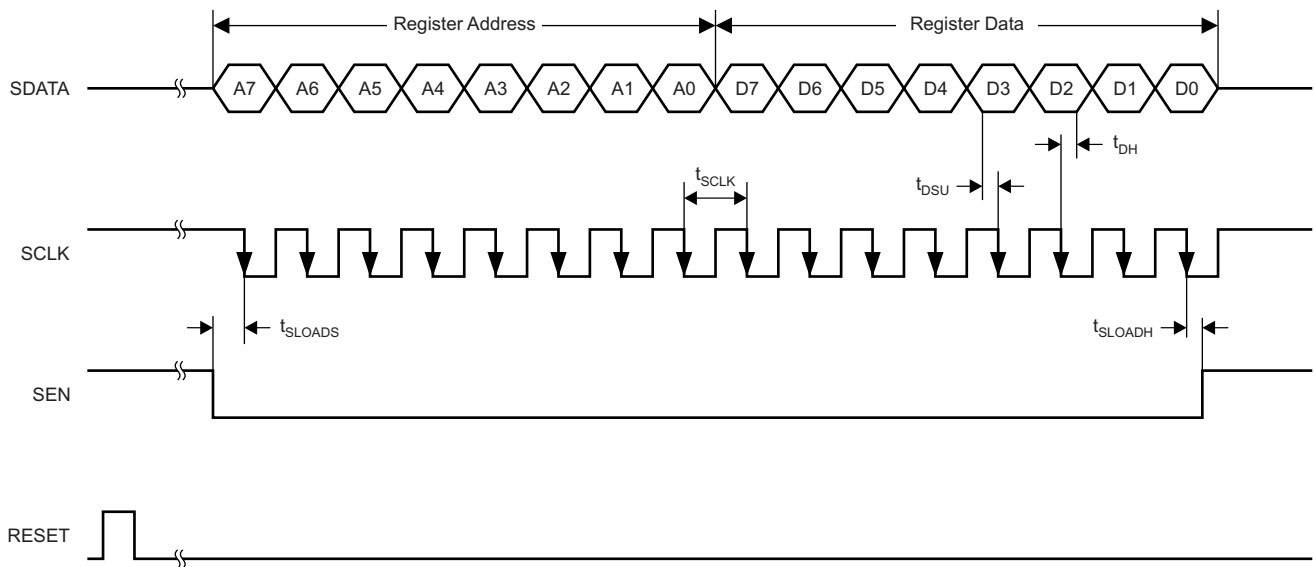 Register Address Register Data
SDATA A7 A6 A5 A4 A3 A2 A1 A0 D7 D6 D5 D4 D3 D2 D1 D0
tDH
tSCLK tDSU
SCLK
tSLOADS tSLOADH
SEN
RESET